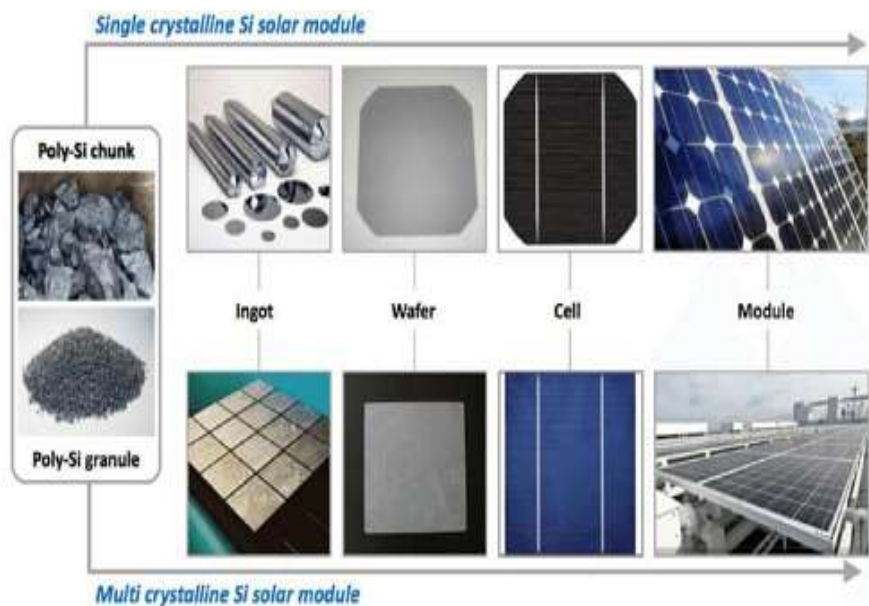 Single crystalline Si solar module
Poly-Si chunk
Poly-Si granule
Ingot
Wafer
Cell
Module
Multi crystalline Si solar module